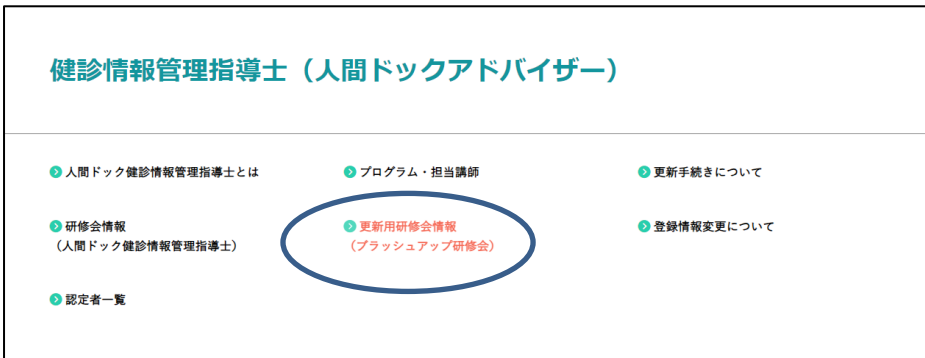 健診情報管理指導士（人間ドックアドバイザー）
人間ドック健診情報管理指導士とは
プログラム・担当講師
更新手続きについて
研修会情報
（人間ドック健診情報管理指導士）
更新用研修会情報
（ブラッシュアップ研修会）
登録情報変更について
認定者一覧